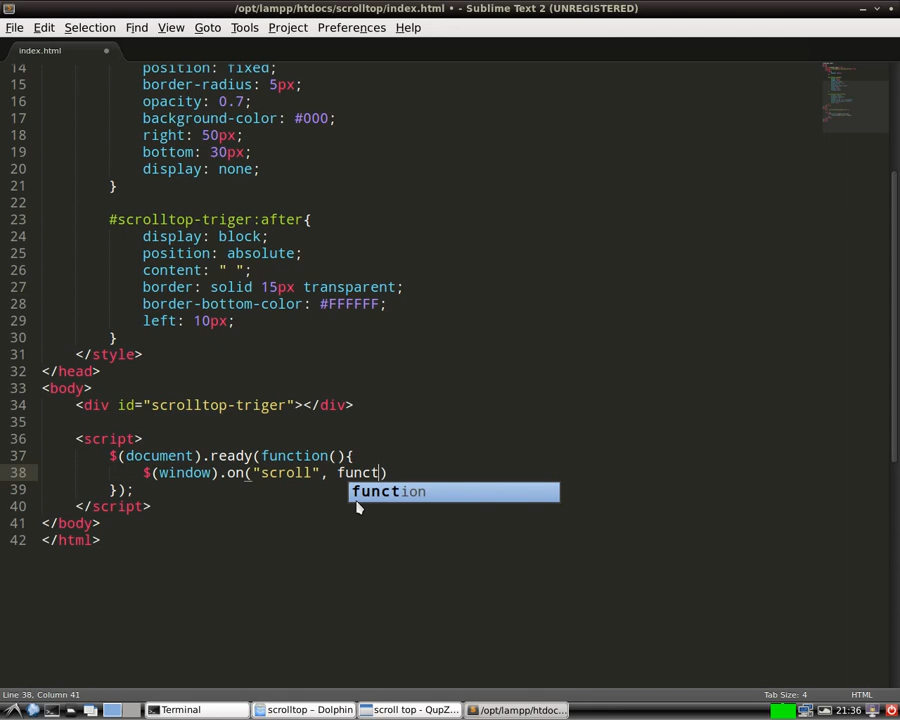 /opt/lampp/htdocs/scrolltop/index.html • - Sublime Text 2 (UNREGISTERED)
File Edit Selection Find View Goto Tools Project Preferences Help
index.html
14 position: fixed;
15 border-radius: 5px;
16 opacity: 0.7;
17 background-color: #000;
18 right: 50px;
19 bottom: 30px;
20 display: none;
21 }
22
23 #scrolltop-triger:after{
24 display: block;
25 position: absolute;
26 content: " ";
27 border: solid 15px transparent;
28 border-bottom-color: #FFFFFF;
29 left: 10px;
30 }
31 </style>
32 </head>
33 <body>
34 <div id="scrolltop-triger"></div>
35
36 <script>
37 $(document).ready(function(){
38 $(window).on("scroll", funct)
function
39 });
40 </script>
41 </body>
42 </html>
Line 38, Column 41 Tab Size: 4 HTML
Terminal scrolltop – Dolphin scroll top - QupZ... /opt/lampp/htdoc... 21:36